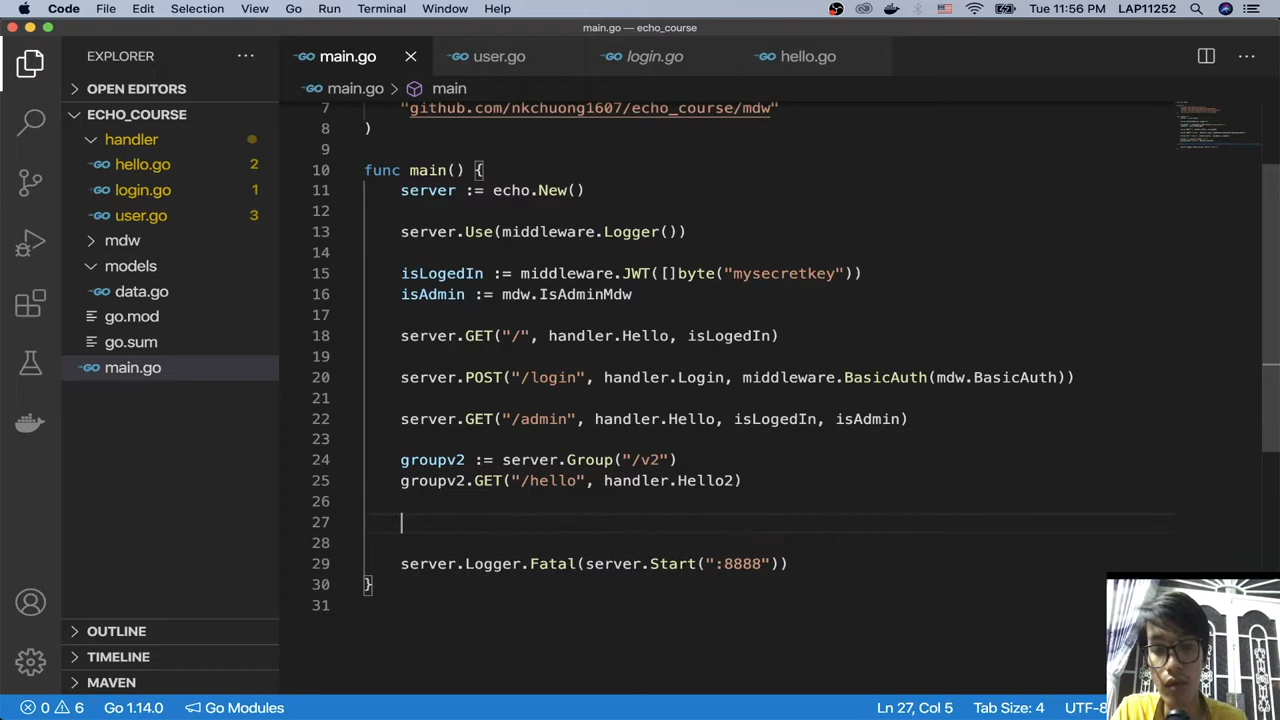 Code File Edit Selection View Go Run Terminal Window Help Tue 11:56 PM LAP11252
main.go — echo_course
EXPLORER
main.go user.go login.go hello.go
main.go > main
OPEN EDITORS
ECHO_COURSE
handler
hello.go 2
login.go 1
user.go 3
mdw
models
data.go
go.mod
go.sum
main.go
OUTLINE
TIMELINE
MAVEN
7 "github.com/nkchuong1607/echo_course/mdw"
8 )
9
10 func main() {
11 server := echo.New()
12
13 server.Use(middleware.Logger())
14
15 isLogedIn := middleware.JWT([]byte("mysecretkey"))
16 isAdmin := mdw.IsAdminMdw
17
18 server.GET("/", handler.Hello, isLogedIn)
19
20 server.POST("/login", handler.Login, middleware.BasicAuth(mdw.BasicAuth))
21
22 server.GET("/admin", handler.Hello, isLogedIn, isAdmin)
23
24 groupv2 := server.Group("/v2")
25 groupv2.GET("/hello", handler.Hello2)
26
27
28
29 server.Logger.Fatal(server.Start(":8888"))
30 }
31
0 6 Go 1.14.0 Go Modules Ln 27, Col 5 Tab Size: 4 UTF-8